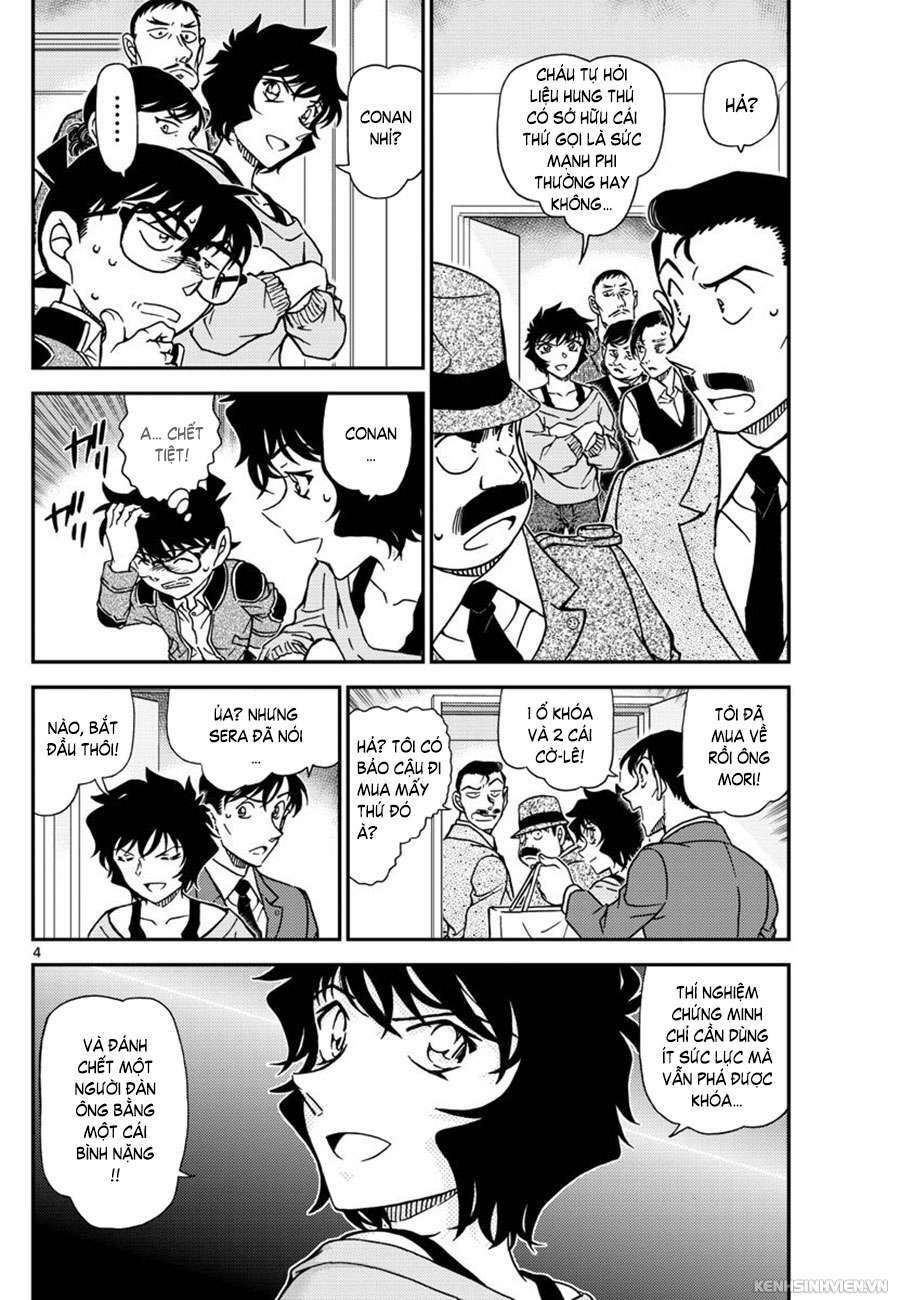 HẢ?
CHÁU TỰ HỎI
LIỆU HUNG THỦ
CÓ SỞ HỮU CÁI
THỨ GỌI LÀ SỨC
MẠNH PHI
THƯỜNG HAY
KHÔNG...
CONAN
NHỈ?
......
CONAN
...
A... CHẾT
TIỆT!
TÔI ĐÃ
MUA VỀ
RỒI ÔNG
MORI!
1 Ổ KHÓA
VÀ 2 CÁI
CỜ-LÊ!
HẢ? TÔI CÓ
BẢO CẬU ĐI
MUA MẤY
THỨ ĐÓ
À?
ỦA? NHƯNG
SERA ĐÃ NÓI
...
NÀO, BẮT
ĐẦU THÔI!
4
THÍ NGHIỆM
CHỨNG MINH
CHỈ CẦN DÙNG
ÍT SỨC LỰC MÀ
VẪN PHÁ ĐƯỢC
KHÓA...
VÀ ĐÁNH
CHẾT MỘT
NGƯỜI ĐÀN
ÔNG BẰNG
MỘT CÁI
BÌNH NẶNG
!!
KENHSINHVIEN.VN